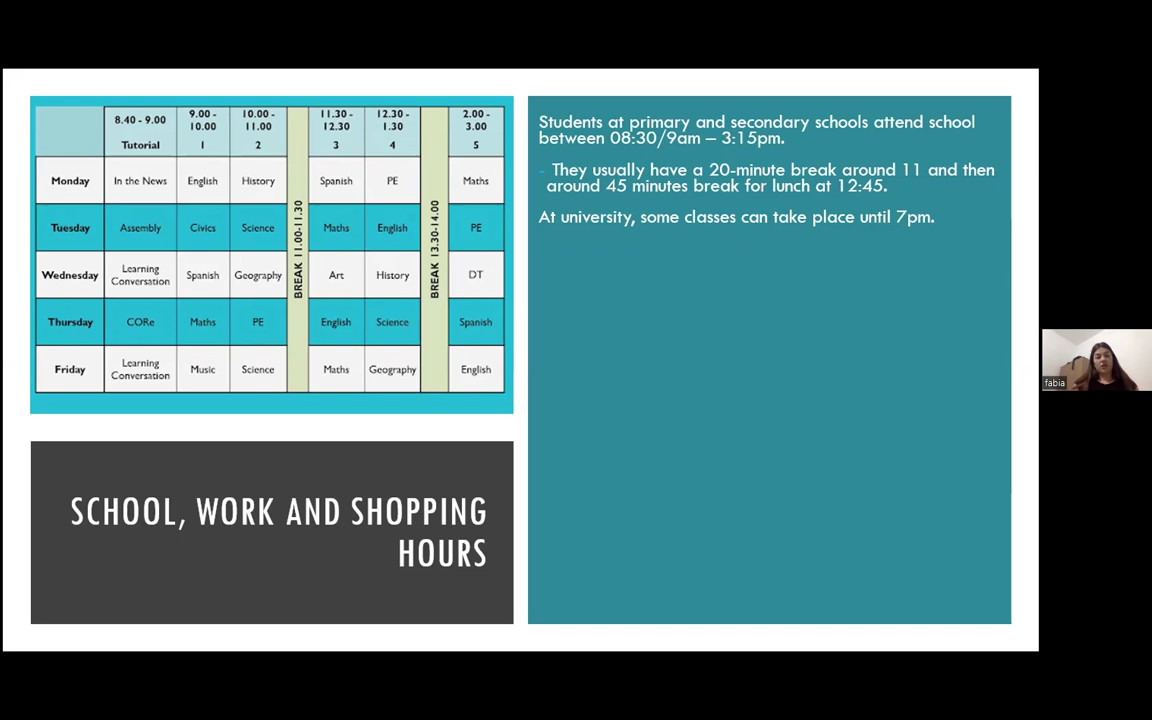 8.40 - 9.00 9.00 - 10.00 10.00 - 11.00 BREAK 11.00-11.30 11.30 - 12.30 12.30 - 1.30 BREAK 13.30-14.00 2.00 - 3.00
Tutorial 1 2 3 4 5
Monday In the News English History Spanish PE Maths
Tuesday Assembly Civics Science Maths English PE
Wednesday Learning Conversation Spanish Geography Art History DT
Thursday CORe Maths PE English Science Spanish
Friday Learning Conversation Music Science Maths Geography English
SCHOOL, WORK AND SHOPPING
HOURS
Students at primary and secondary schools attend school
between 08:30/9am – 3:15pm.
- They usually have a 20-minute break around 11 and then
around 45 minutes break for lunch at 12:45.
At university, some classes can take place until 7pm.
fabia